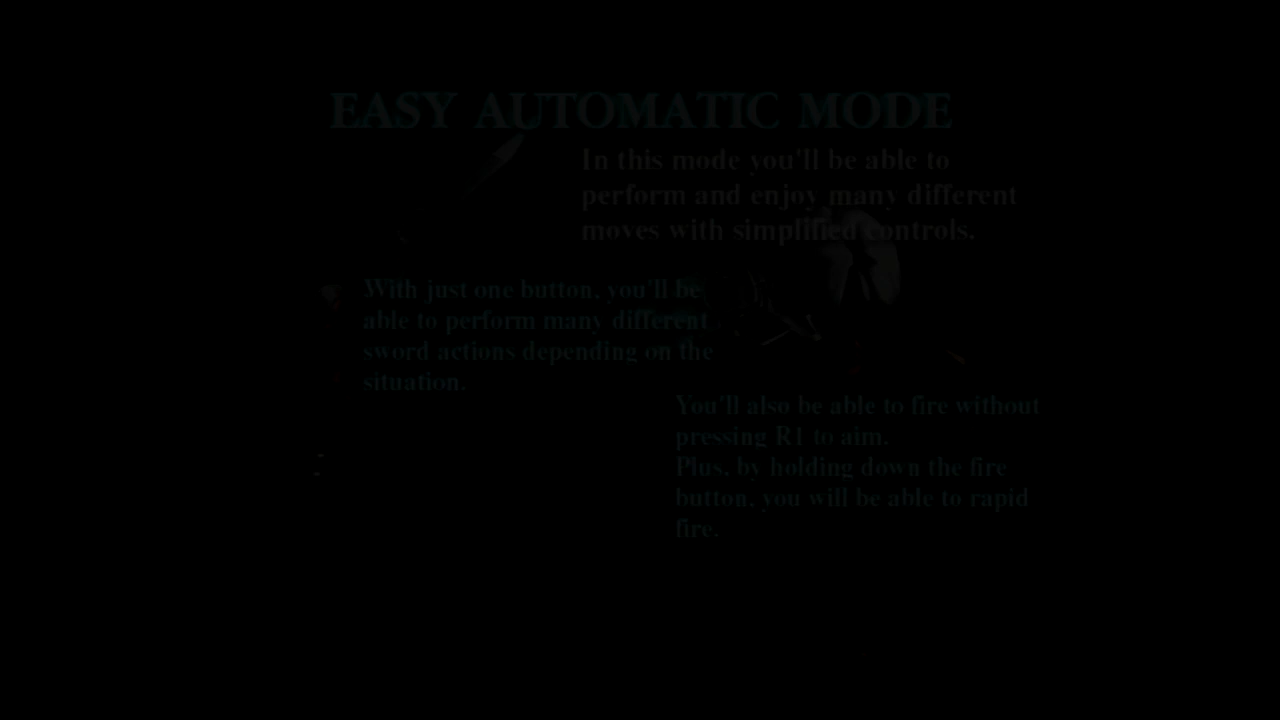 EASY AUTOMATIC MODE
In this mode you'll be able to
perform and enjoy many different
moves with simplified controls.
With just one button, you'll be
able to perform many different
sword actions depending on the
situation.
You'll also be able to fire without
pressing R1 to aim.
Plus, by holding down the fire
button, you will be able to rapid
fire.